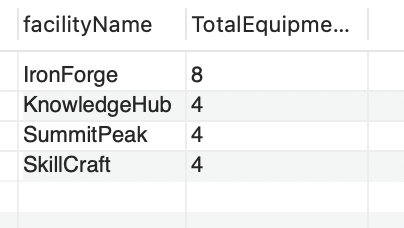 facilityName TotalEquipme...
IronForge 8
KnowledgeHub 4
SummitPeak 4
SkillCraft 4